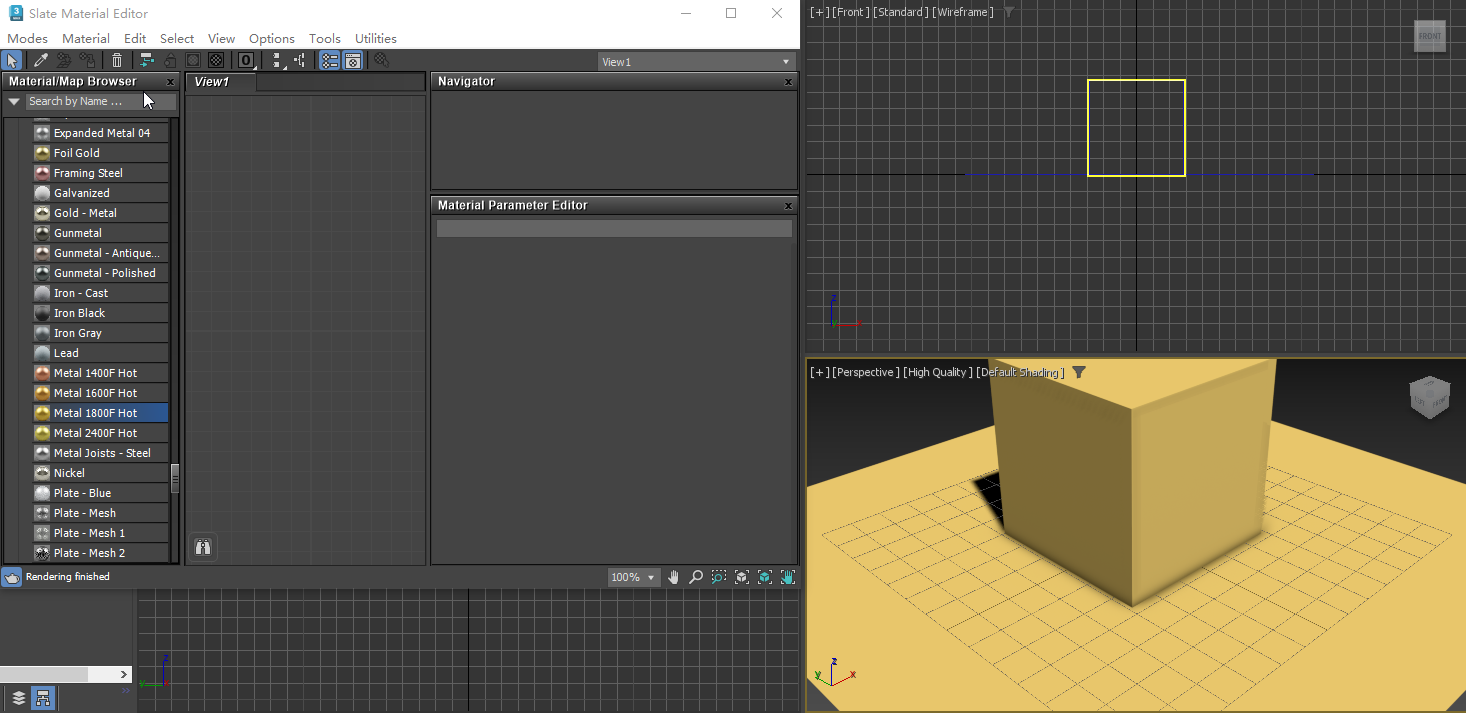 3
Slate Material Editor
Modes Material Edit Select View Options Tools Utilities
0
View1
Material/Map Browser x
Search by Name ...
Expanded Metal 04
Foil Gold
Framing Steel
Galvanized
Gold - Metal
Gunmetal
Gunmetal - Antique...
Gunmetal - Polished
Iron - Cast
Iron Black
Iron Gray
Lead
Metal 1400F Hot
Metal 1600F Hot
Metal 1800F Hot
Metal 2400F Hot
Metal Joists - Steel
Nickel
Plate - Blue
Plate - Mesh
Plate - Mesh 1
Plate - Mesh 2
View1
Navigator x
Material Parameter Editor x
Rendering finished
100%
z
y x
[+] [Front ] [Standard ] [Wireframe ]
FRONT
z
y x
[+] [Perspective ] [High Quality ] [Default Shading ]
FRONT
z
y x